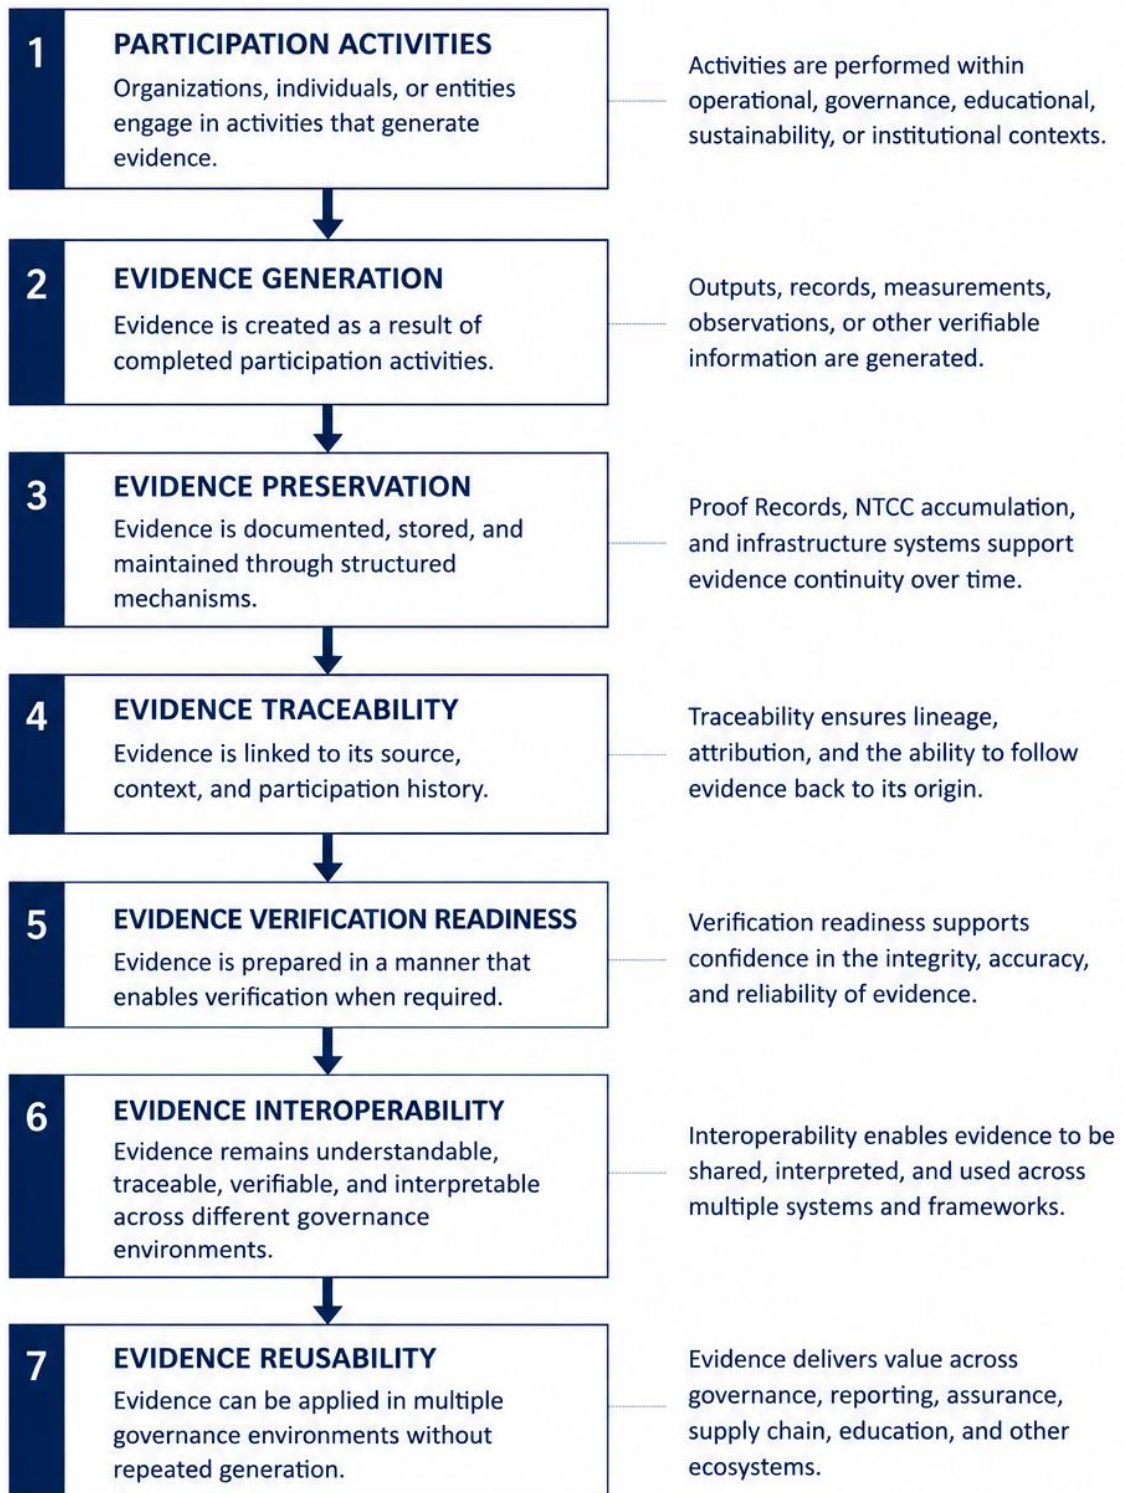 1
PARTICIPATION ACTIVITIES
Organizations, individuals, or entities
engage in activities that generate
evidence.
Activities are performed within
operational, governance, educational,
sustainability, or institutional contexts.
2
EVIDENCE GENERATION
Evidence is created as a result of
completed participation activities.
Outputs, records, measurements,
observations, or other verifiable
information are generated.
3
EVIDENCE PRESERVATION
Evidence is documented, stored, and
maintained through structured
mechanisms.
Proof Records, NTCC accumulation,
and infrastructure systems support
evidence continuity over time.
4
EVIDENCE TRACEABILITY
Evidence is linked to its source,
context, and participation history.
Traceability ensures lineage,
attribution, and the ability to follow
evidence back to its origin.
5
EVIDENCE VERIFICATION READINESS
Evidence is prepared in a manner that
enables verification when required.
Verification readiness supports
confidence in the integrity, accuracy,
and reliability of evidence.
6
EVIDENCE INTEROPERABILITY
Evidence remains understandable,
traceable, verifiable, and interpretable
across different governance
environments.
Interoperability enables evidence to be
shared, interpreted, and used across
multiple systems and frameworks.
7
EVIDENCE REUSABILITY
Evidence can be applied in multiple
governance environments without
repeated generation.
Evidence delivers value across
governance, reporting, assurance,
supply chain, education, and other
ecosystems.